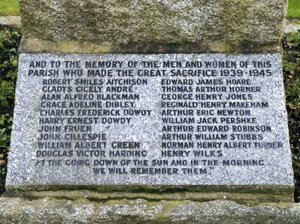 AND TO THE MEMORY OF THE MEN AND WOMEN OF THIS
PARISH WHO MADE THE GREAT SACRIFICE 1939-1945
ROBERT SMILES AITCHISON EDWARD JAMES HOARE
GLADYS CICELY ANDRÉ THOMAS ARTHUR HORNER
ALAN ALFRED BLACKMAN GEORGE HENRY JONES
GRACE ADELINE DIBLEY REGINALD HENRY MAKEHAM
CHARLES FREDERICK DOWDY ARTHUR ERIC NEWTON
HARRY ERNEST DOWDY WILLIAM JACK PERSHKE
JOHN FRUEN ARTHUR EDWARD ROBINSON
JOHN GILLESPIE ARTHUR WILLIAM STUBBS
WILLIAM ALBERT GREEN NORMAN HENRY ALBERT TURNER
DOUGLAS VICTOR HARDING HENRY WILKS
AT THE GOING DOWN OF THE SUN AND IN THE MORNING
WE WILL REMEMBER THEM